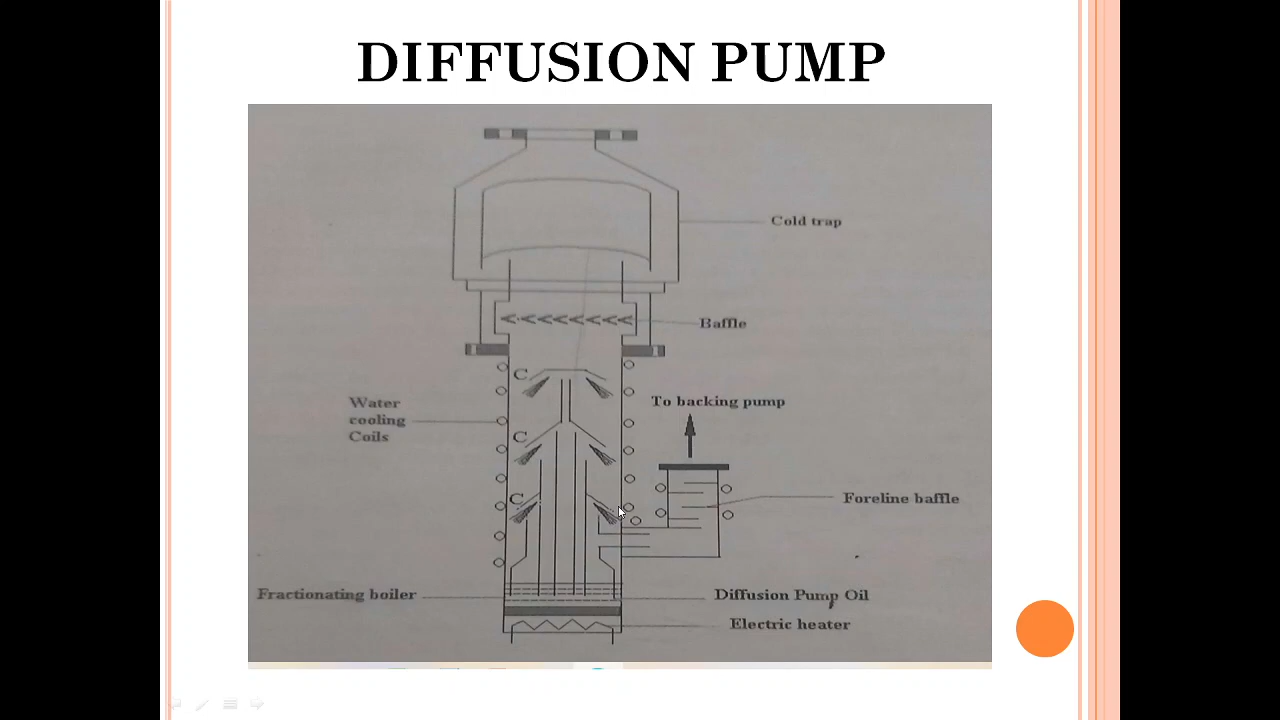 DIFFUSION PUMP
Cold trap
Baffle
C
Water
cooling
Coils
To backing pump
C
C
Foreline baffle
Fractionating boiler
Diffusion Pump Oil
Electric heater